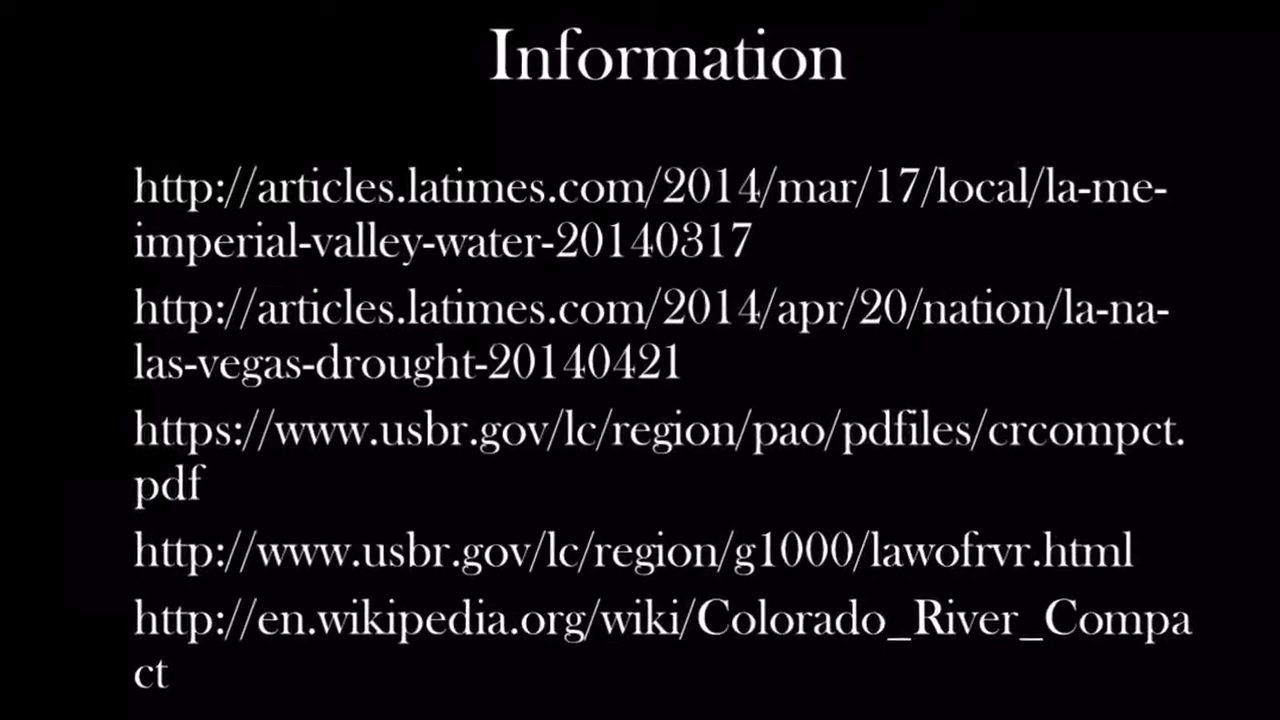 Information
http://articles.latimes.com/2014/mar/17/local/la-me-
imperial-valley-water-20140317
http://articles.latimes.com/2014/apr/20/nation/la-na-
las-vegas-drought-20140421
https://www.usbr.gov/lc/region/pao/pdfiles/crcompct.
pdf
http://www.usbr.gov/lc/region/g1000/lawofrvr.html
http://en.wikipedia.org/wiki/Colorado_River_Compa
ct